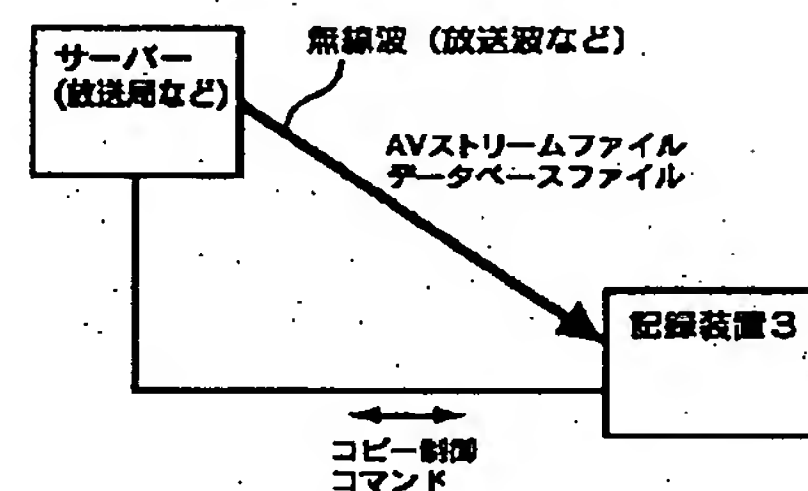 サーバー
(放送局など)
無線波（放送波など）
AVストリームファイル
データベースファイル
記録装置3
コピー制御
コマンド